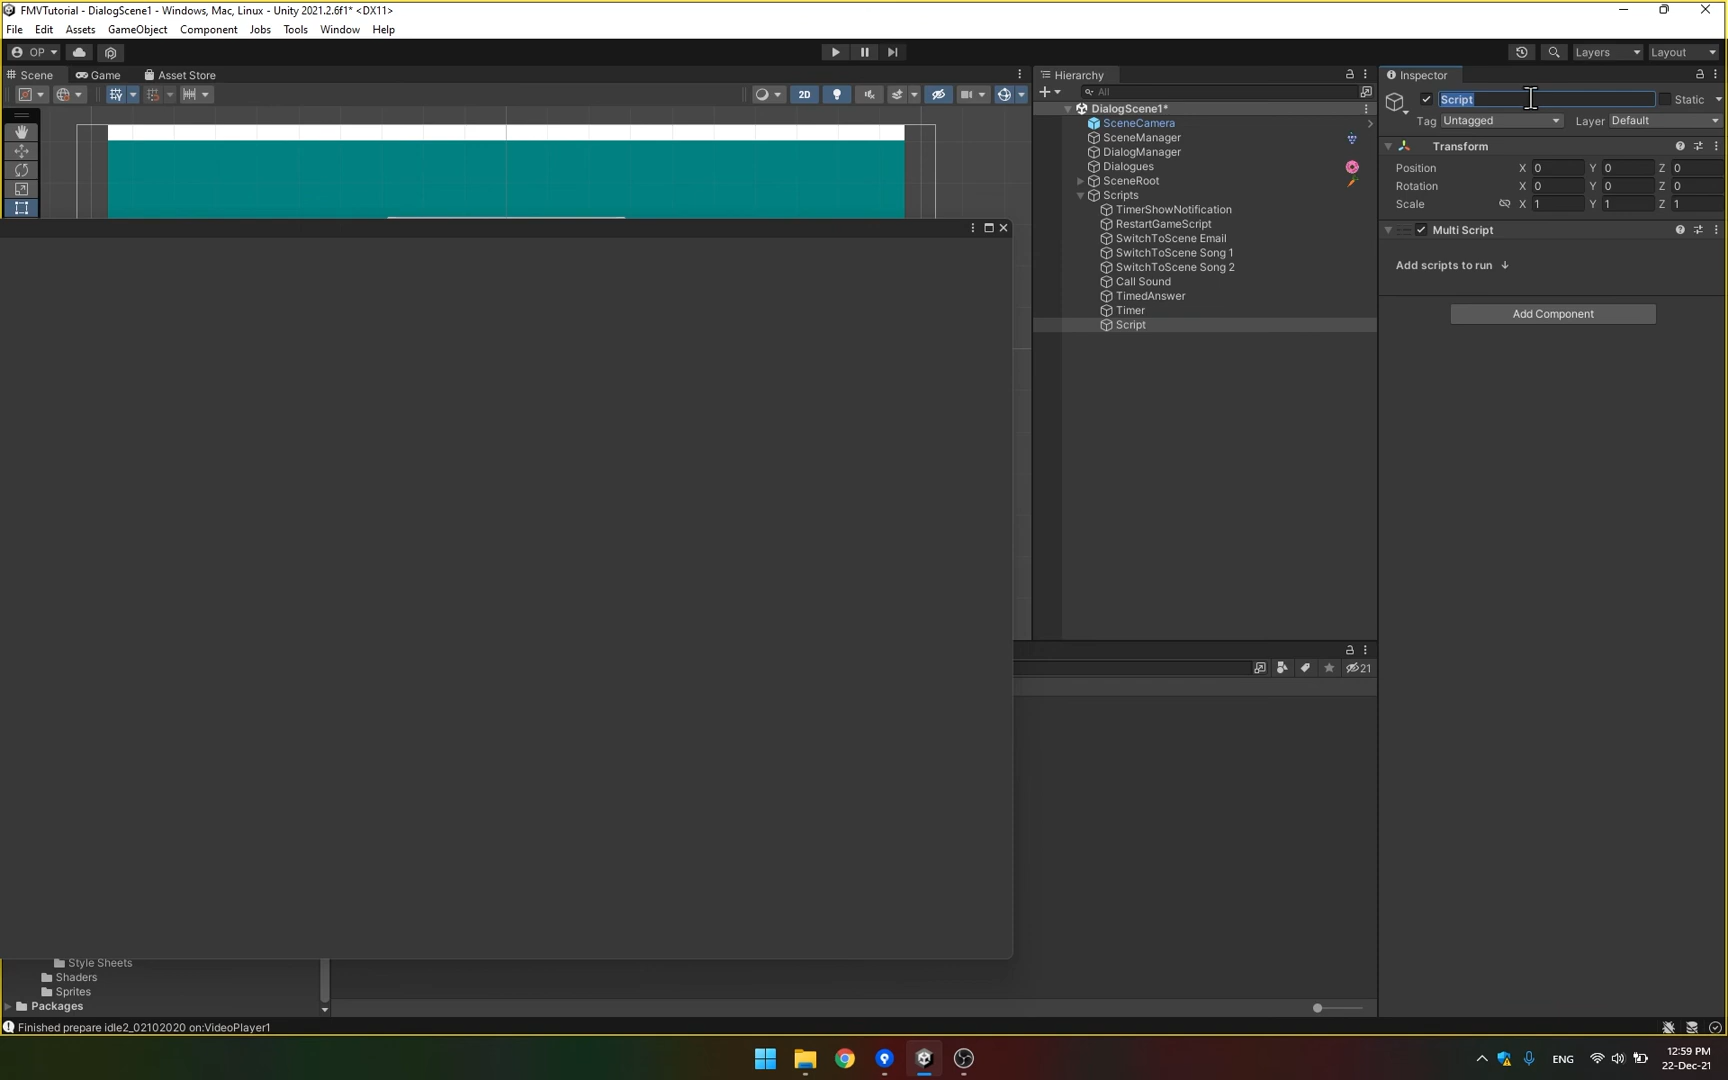 FMVTutorial - DialogScene1 - Windows, Mac, Linux - Unity 2021.2.6f1* <DX11>
File Edit Assets GameObject Component Jobs Tools Window Help
OP Layers Layout
Scene Game Asset Store Hierarchy Inspector
2D All Script Static
DialogScene1*
Tag Untagged Layer Default
SceneCamera
SceneManager
DialogManager
Dialogues
SceneRoot
Scripts
TimerShowNotification
RestartGameScript
SwitchToScene Email
SwitchToScene Song 1
SwitchToScene Song 2
Call Sound
TimedAnswer
Timer
Script
Transform
Position X 0 Y 0 Z 0
Rotation X 0 Y 0 Z 0
Scale X 1 Y 1 Z 1
Multi Script
Add scripts to run ↓
Add Component
21
Style Sheets
Shaders
Sprites
Packages
Finished prepare idle2_02102020 on:VideoPlayer1
ENG
12:59 PM
22-Dec-21